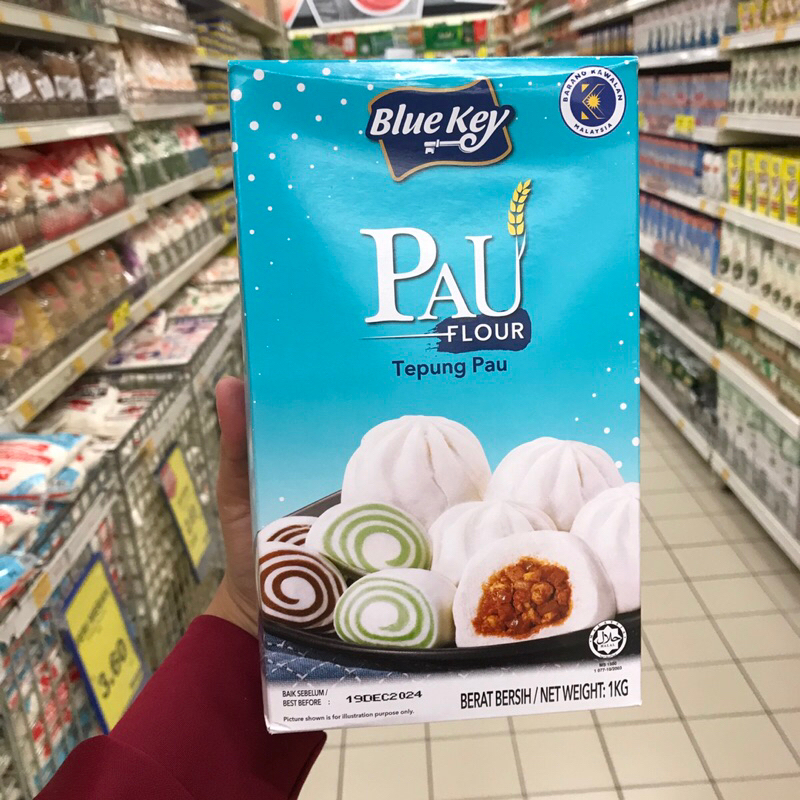 Blue Key
BARANG KAWALAN
MALAYSIA
PAU
FLOUR
Tepung Pau
BAIK SEBELUM /
BEST BEFORE : 19DEC2024
BERAT BERSIH / NET WEIGHT: 1KG
Picture shown is for illustration purpose only.
حلال
3.60